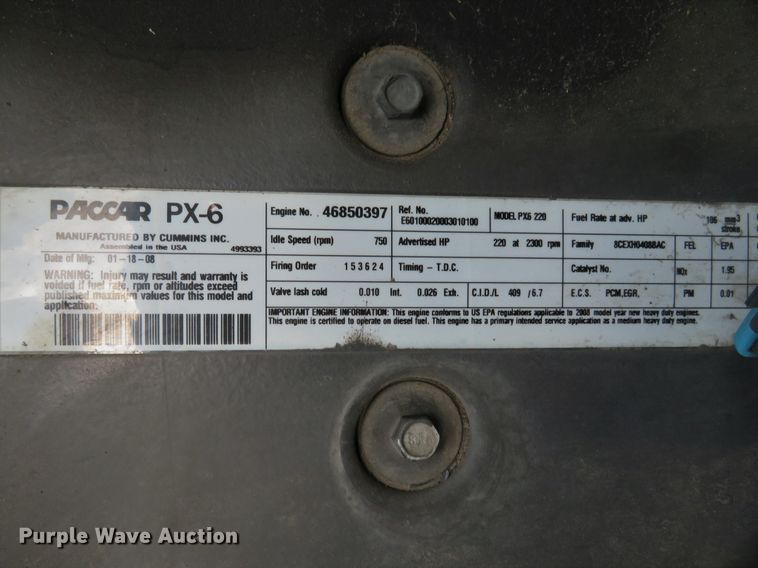 PACCAR PX-6
MANUFACTURED BY CUMMINS INC.
Assembled in the USA 4993393
Date of Mfg: 01-18-08
WARNING: Injury may result and warranty is
voided if fuel rate, rpm or altitudes exceed
published maximum values for this model and
application.
Engine No. 46850397
Ref. No.
E60100020003010100
MODEL PX6 220
Fuel Rate at adv. HP 106 mm3
stroke
Idle Speed (rpm) 750
Advertised HP 220 at 2300 rpm
Family 8CEXH0408BAC
FEL EPA
Firing Order 153624
Timing - T.D.C.
Catalyst No.
NOx 1.95
Valve lash cold 0.010 Int. 0.026 Exh.
C.I.D./L 409 /6.7
E.C.S. PCM,EGR,
PM 0.01
IMPORTANT ENGINE INFORMATION: This engine conforms to US EPA regulations applicable to 2008 model year new heavy duty engines.
This engine is certified to operate on diesel fuel. This engine has a primary intended service application as a medium heavy duty engine.
Purple Wave Auction